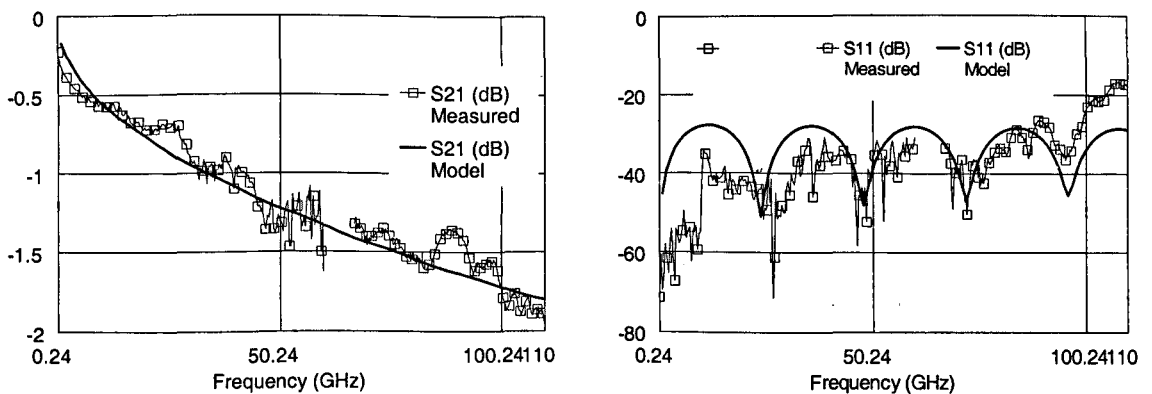 0
-0.5
-1
-1.5
-2
S21 (dB)
Measured
S21 (dB)
Model
0.24
50.24
100.24110
Frequency (GHz)
0
-20
-40
-60
-80
S11 (dB)
Measured
S11 (dB)
Model
0.24
50.24
100.24110
Frequency (GHz)